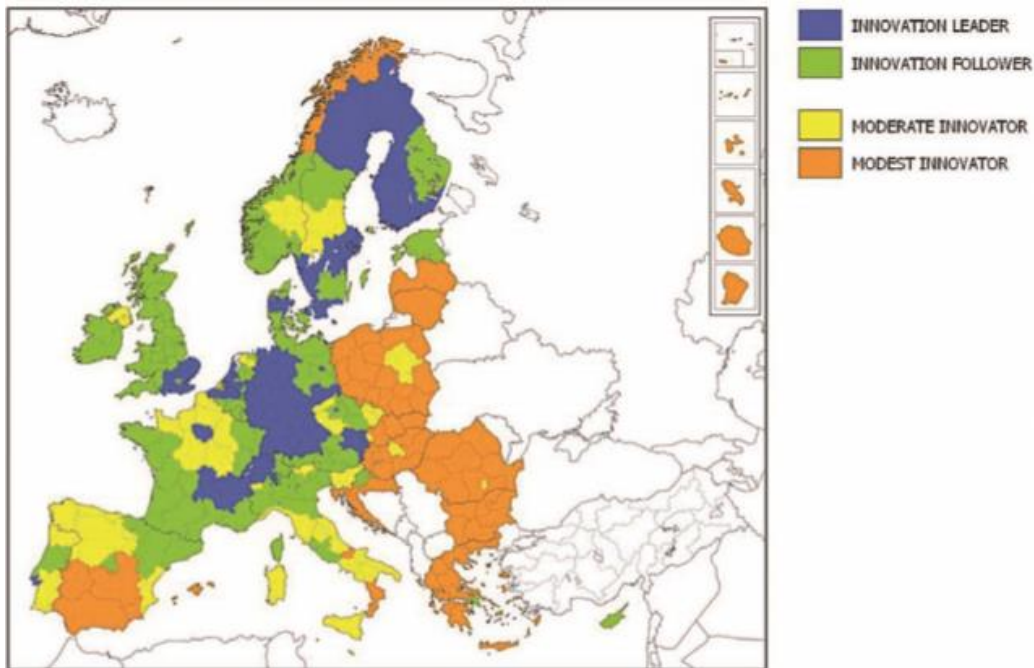 INNOVATION LEADER
INNOVATION FOLLOWER
MODERATE INNOVATOR
MODEST INNOVATOR